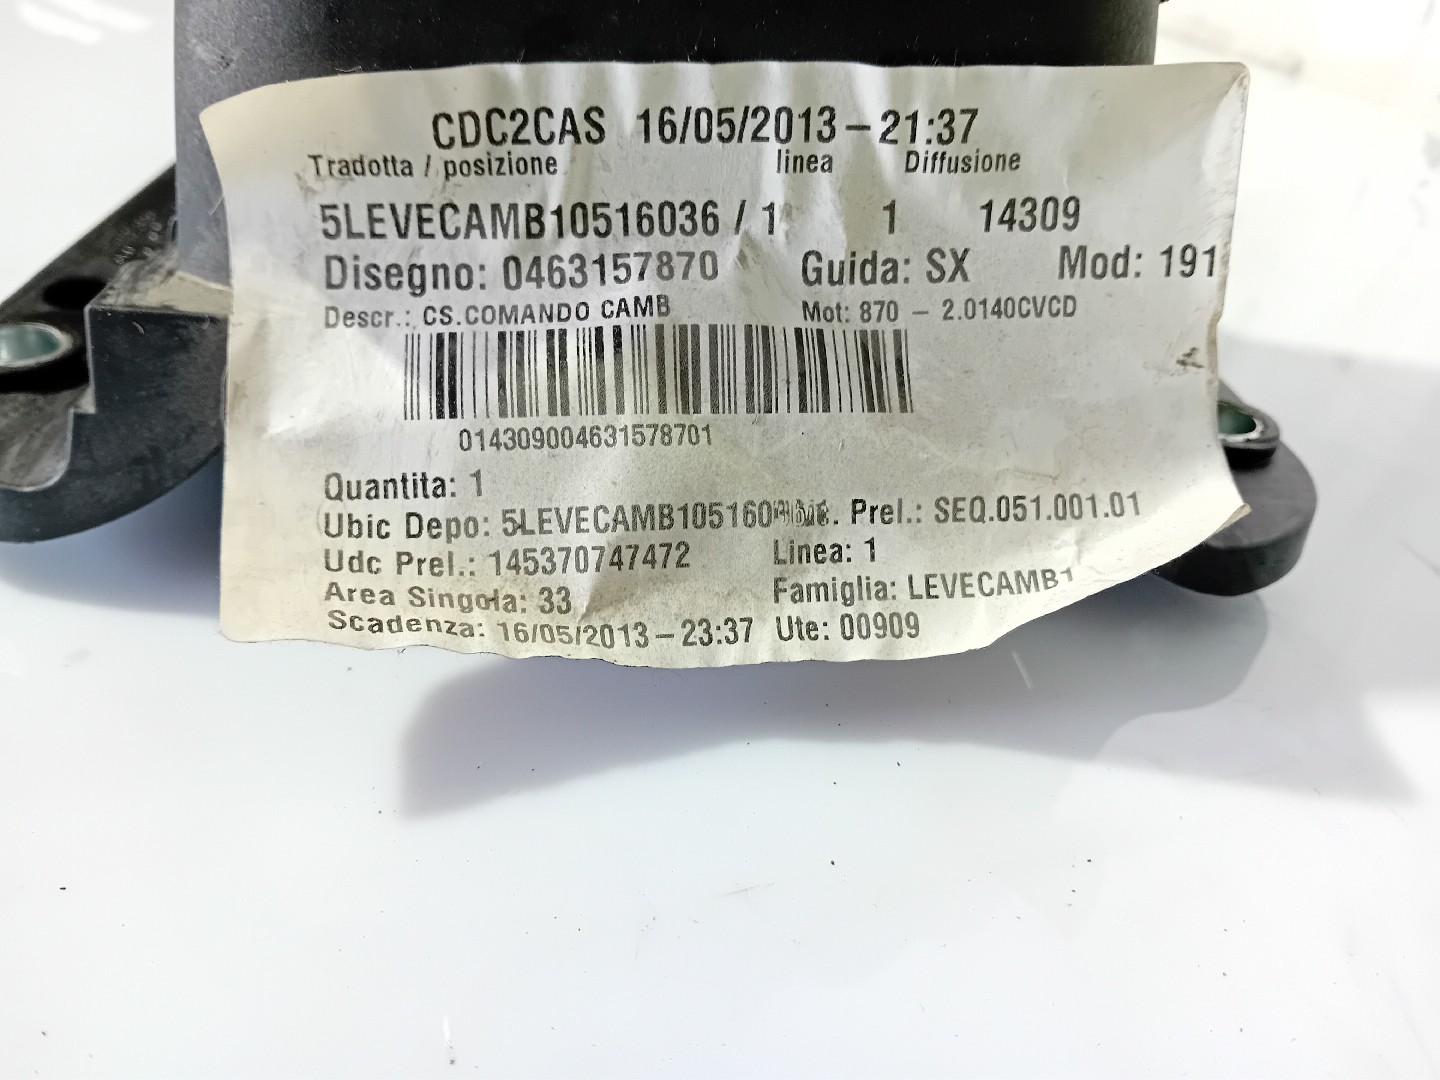 CDC2CAS 16/05/2013 - 21:37
Tradotta / posizione linea Diffusione
5LEVECAMB10516036 / 1 1 14309
Disegno: 0463157870 Guida: SX Mod: 191
Descr.: CS.COMANDO CAMB Mot: 870 - 2.0140CVCD
014309004631578701
Quantita: 1
Ubic Depo: 5LEVECAMB105160 Prel.: SEQ.051.001.01
Udc Prel.: 145370747472 Linea: 1
Area Singola: 33 Famiglia: LEVECAMB1
Scadenza: 16/05/2013 - 23:37 Ute: 00909